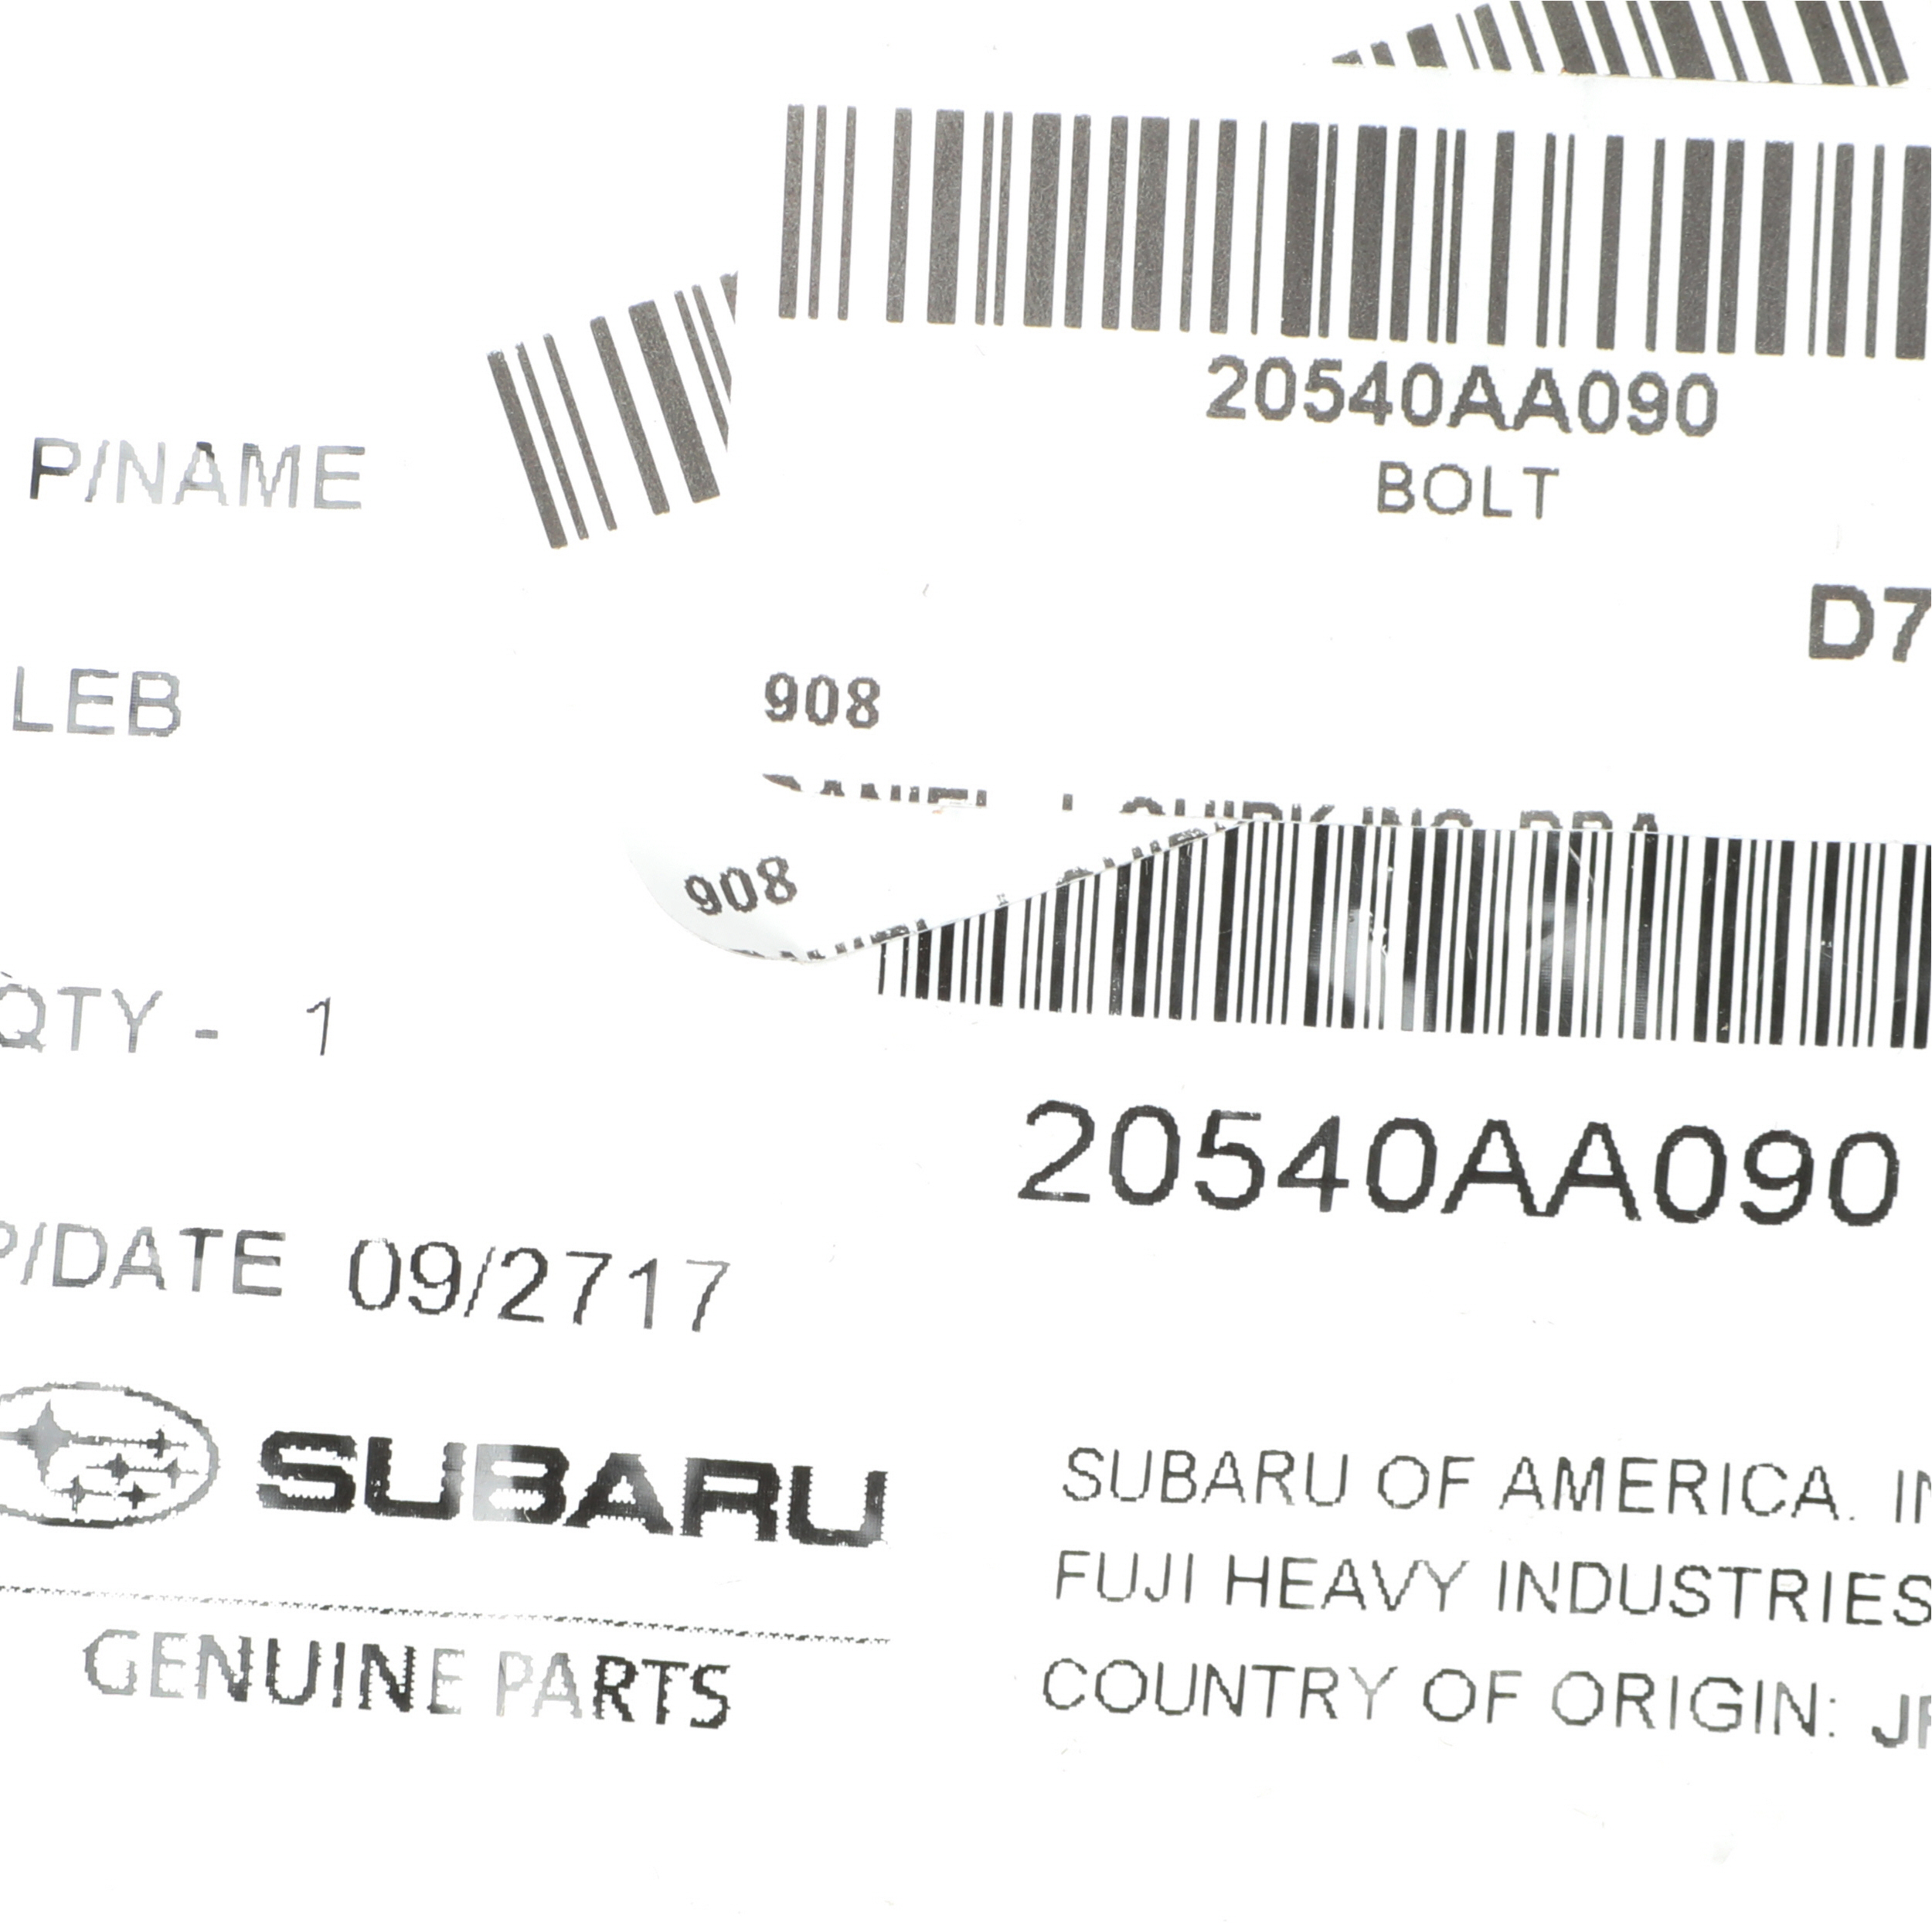 20540AA090
BOLT
P/NAME
D7
LEB
908
908
QTY - 1
20540AA090
P/DATE 09/2717
SUBARU
GENUINE PARTS
SUBARU OF AMERICA. IN
FUJI HEAVY INDUSTRIES
COUNTRY OF ORIGIN: JP